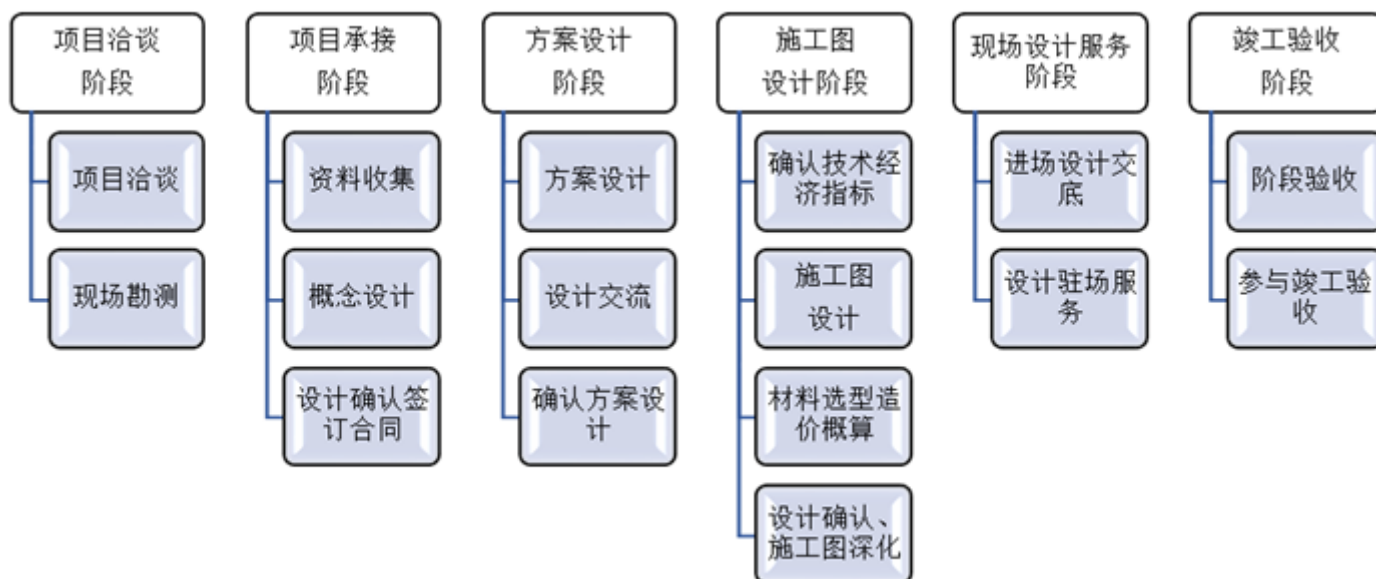 项目洽谈
阶段
项目洽谈
现场勘测
项目承接
阶段
资料收集
概念设计
设计确认签
订合同
方案设计
阶段
方案设计
设计交流
确认方案设
计
施工图
设计阶段
确认技术经
济指标
施工图
设计
材料选型造
价概算
设计确认、
施工图深化
现场设计服务
阶段
进场设计交
底
设计驻场服
务
竣工验收
阶段
阶段验收
参与竣工验
收